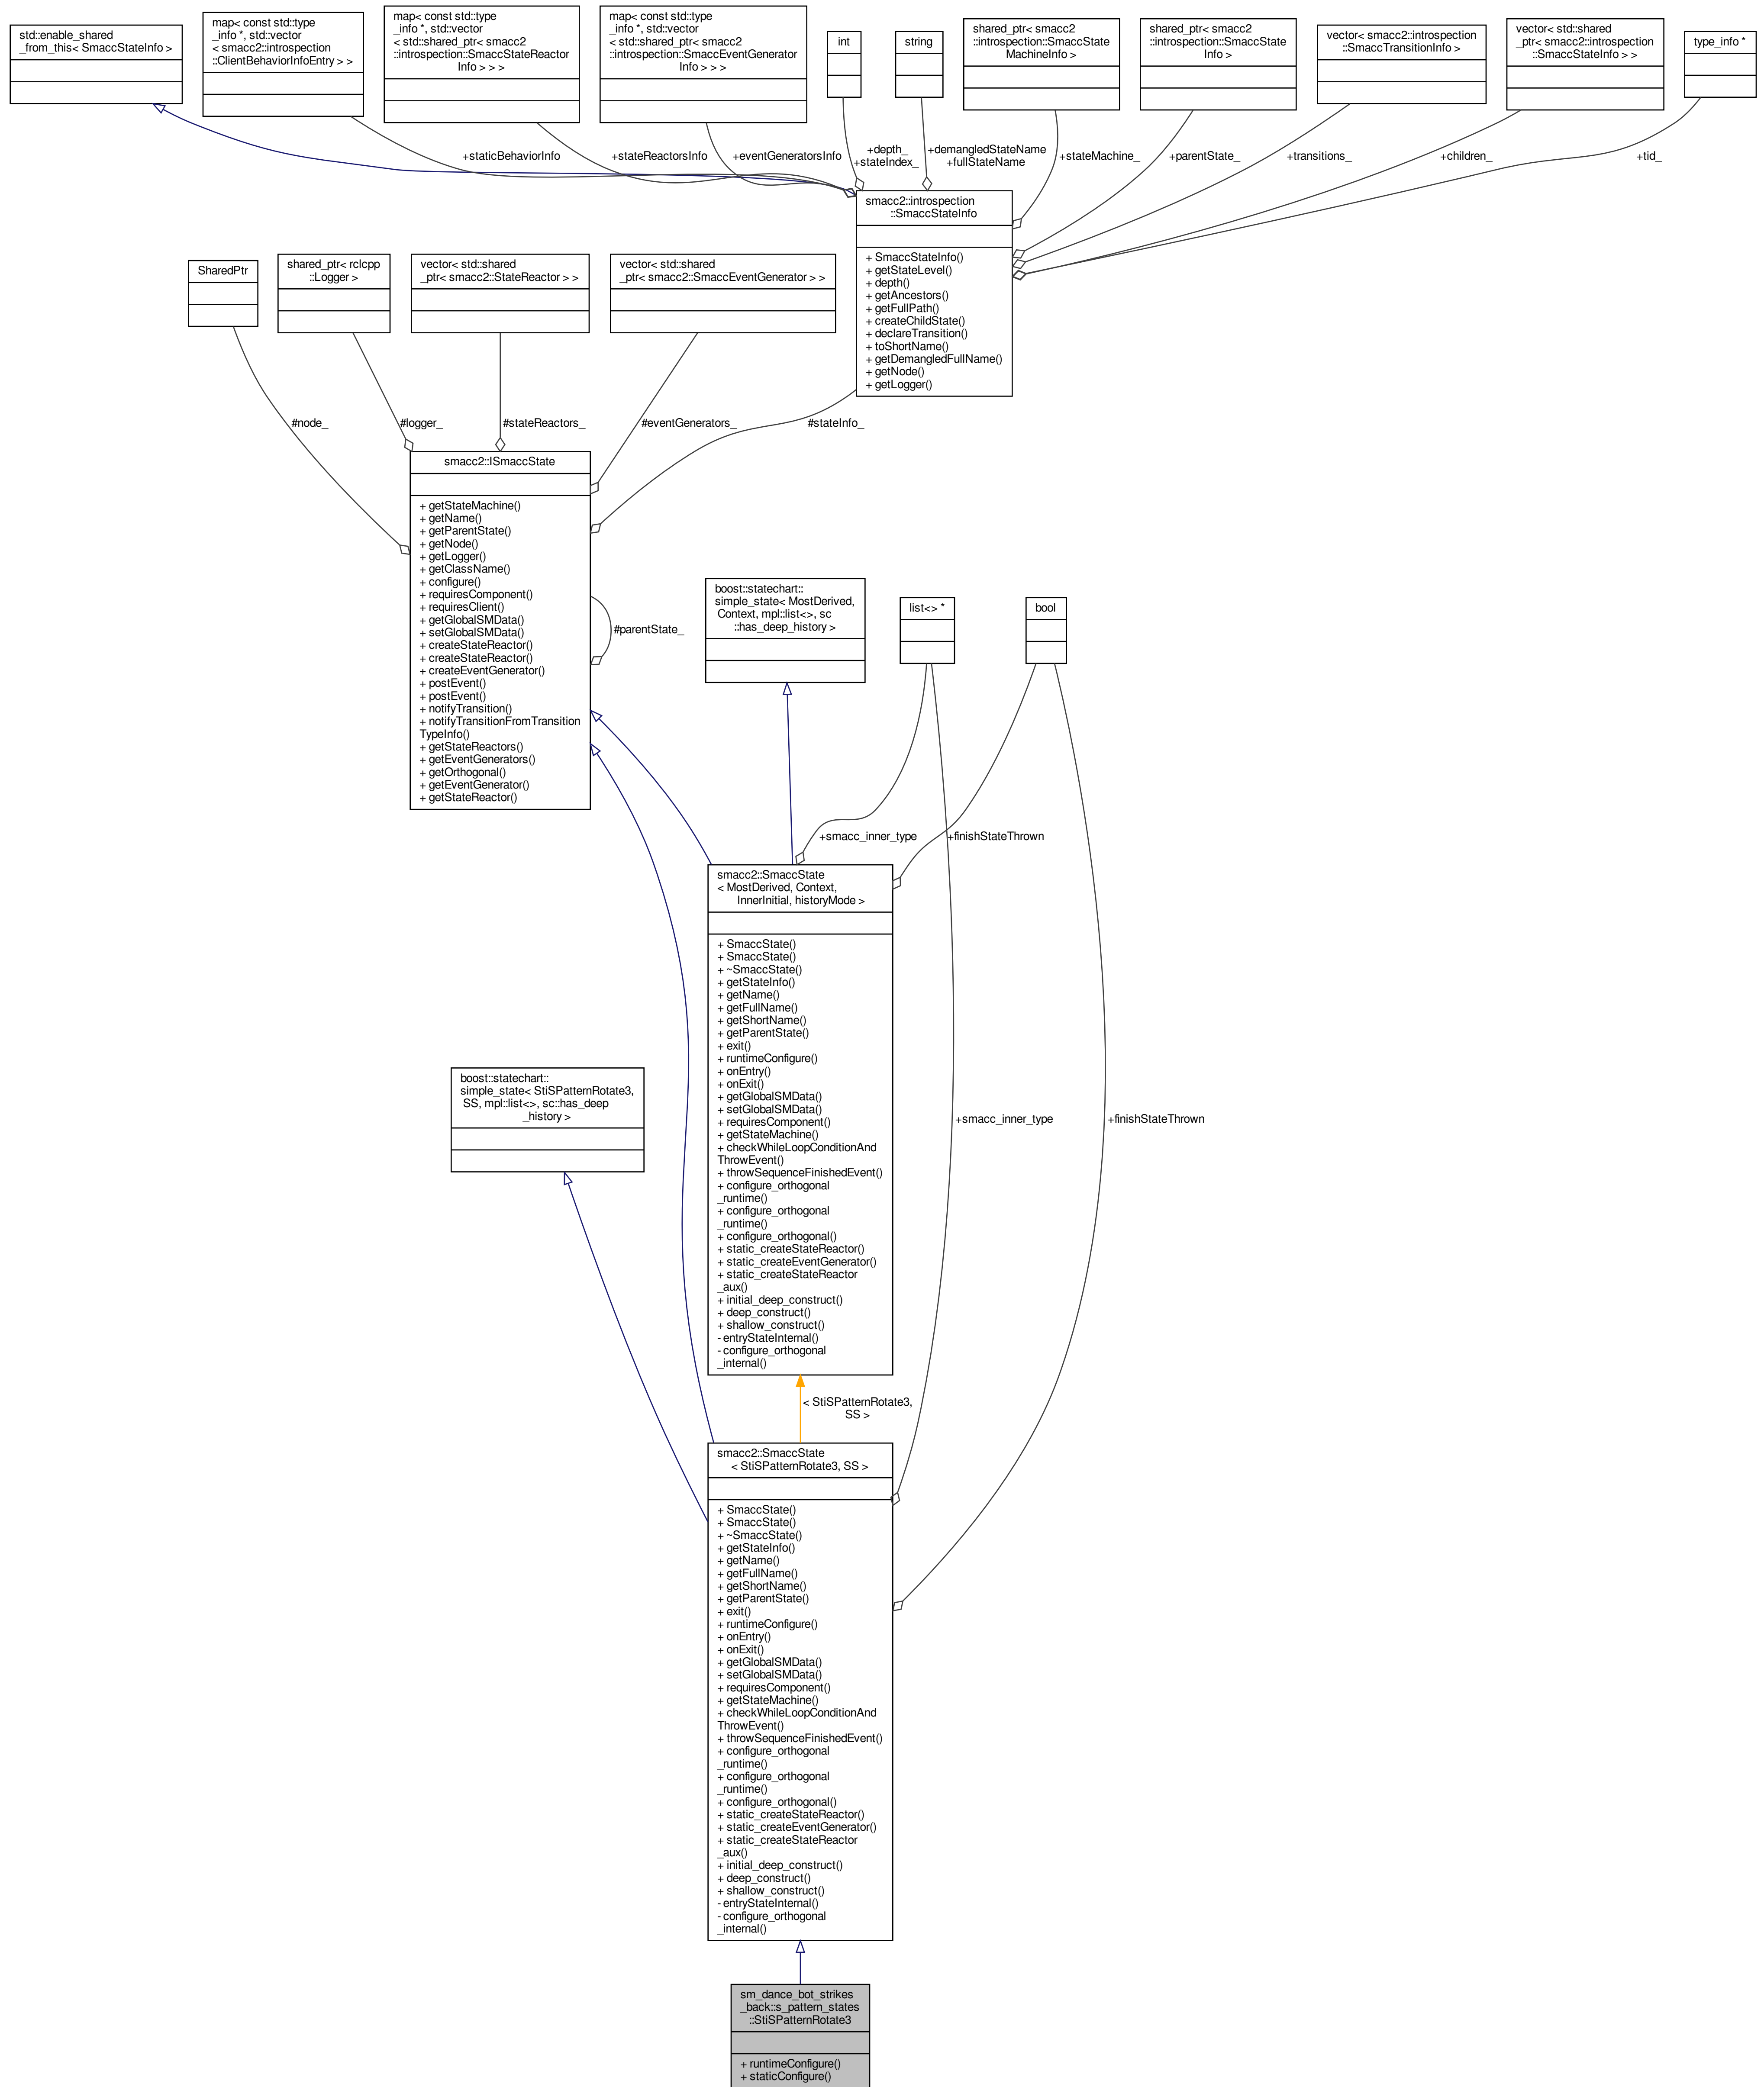 std::enable_shared
_from_this< SmaccStateInfo >
map< const std::type
_info *, std::vector
< smacc2::introspection
::ClientBehaviorInfoEntry > >
map< const std::type
_info *, std::vector
< std::shared_ptr< smacc2
::introspection::SmaccStateReactor
Info > > >
map< const std::type
_info *, std::vector
< std::shared_ptr< smacc2
::introspection::SmaccEventGenerator
Info > > >
int
string
shared_ptr< smacc2
::introspection::SmaccState
MachineInfo >
shared_ptr< smacc2
::introspection::SmaccState
Info >
vector< smacc2::introspection
::SmaccTransitionInfo >
vector< std::shared
_ptr< smacc2::introspection
::SmaccStateInfo > >
type_info *
+staticBehaviorInfo
+stateReactorsInfo
+eventGeneratorsInfo
+depth_
+stateIndex_
+demangledStateName
+fullStateName
+stateMachine_
+parentState_
+transitions_
+children_
+tid_
smacc2::introspection
::SmaccStateInfo
+ SmaccStateInfo()
+ getStateLevel()
+ depth()
+ getAncestors()
+ getFullPath()
+ createChildState()
+ declareTransition()
+ toShortName()
+ getDemangledFullName()
+ getNode()
+ getLogger()
SharedPtr
shared_ptr< rclcpp
::Logger >
vector< std::shared
_ptr< smacc2::StateReactor > >
vector< std::shared
_ptr< smacc2::SmaccEventGenerator > >
#node_
#logger_
#stateReactors_
#eventGenerators_
#stateInfo_
smacc2::ISmaccState
+ getStateMachine()
+ getName()
+ getParentState()
+ getNode()
+ getLogger()
+ getClassName()
+ configure()
+ requiresComponent()
+ requiresClient()
+ getGlobalSMData()
+ setGlobalSMData()
+ createStateReactor()
+ createStateReactor()
+ createEventGenerator()
+ postEvent()
+ postEvent()
+ notifyTransition()
+ notifyTransitionFromTransition
TypeInfo()
+ getStateReactors()
+ getEventGenerators()
+ getOrthogonal()
+ getEventGenerator()
+ getStateReactor()
#parentState_
boost::statechart::
simple_state< MostDerived,
Context, mpl::list<>, sc
::has_deep_history >
list<> *
bool
+smacc_inner_type
+finishStateThrown
smacc2::SmaccState
< MostDerived, Context,
InnerInitial, historyMode >
+ SmaccState()
+ SmaccState()
+ ~SmaccState()
+ getStateInfo()
+ getName()
+ getFullName()
+ getShortName()
+ getParentState()
+ exit()
+ runtimeConfigure()
+ onEntry()
+ onExit()
+ getGlobalSMData()
+ setGlobalSMData()
+ requiresComponent()
+ getStateMachine()
+ checkWhileLoopConditionAnd
ThrowEvent()
+ throwSequenceFinishedEvent()
+ configure_orthogonal
_runtime()
+ configure_orthogonal
_runtime()
+ configure_orthogonal()
+ static_createStateReactor()
+ static_createEventGenerator()
+ static_createStateReactor
_aux()
+ initial_deep_construct()
+ deep_construct()
+ shallow_construct()
- entryStateInternal()
- configure_orthogonal
_internal()
boost::statechart::
simple_state< StiSPatternRotate3,
SS, mpl::list<>, sc::has_deep
_history >
+smacc_inner_type
+finishStateThrown
< StiSPatternRotate3,
SS >
smacc2::SmaccState
< StiSPatternRotate3, SS >
+ SmaccState()
+ SmaccState()
+ ~SmaccState()
+ getStateInfo()
+ getName()
+ getFullName()
+ getShortName()
+ getParentState()
+ exit()
+ runtimeConfigure()
+ onEntry()
+ onExit()
+ getGlobalSMData()
+ setGlobalSMData()
+ requiresComponent()
+ getStateMachine()
+ checkWhileLoopConditionAnd
ThrowEvent()
+ throwSequenceFinishedEvent()
+ configure_orthogonal
_runtime()
+ configure_orthogonal
_runtime()
+ configure_orthogonal()
+ static_createStateReactor()
+ static_createEventGenerator()
+ static_createStateReactor
_aux()
+ initial_deep_construct()
+ deep_construct()
+ shallow_construct()
- entryStateInternal()
- configure_orthogonal
_internal()
sm_dance_bot_strikes
_back::s_pattern_states
::StiSPatternRotate3
+ runtimeConfigure()
+ staticConfigure()